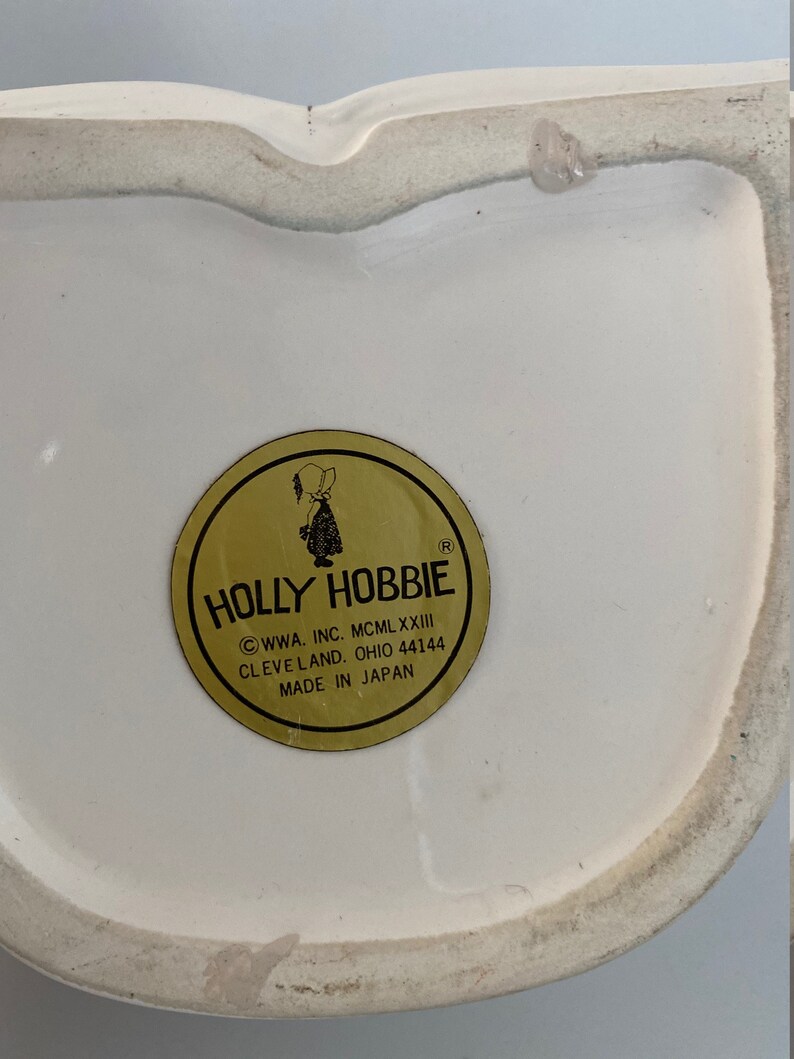 ®
HOLLY HOBBIE
©WWA. INC. MCMLXXIII
CLEVELAND. OHIO 44144
MADE IN JAPAN